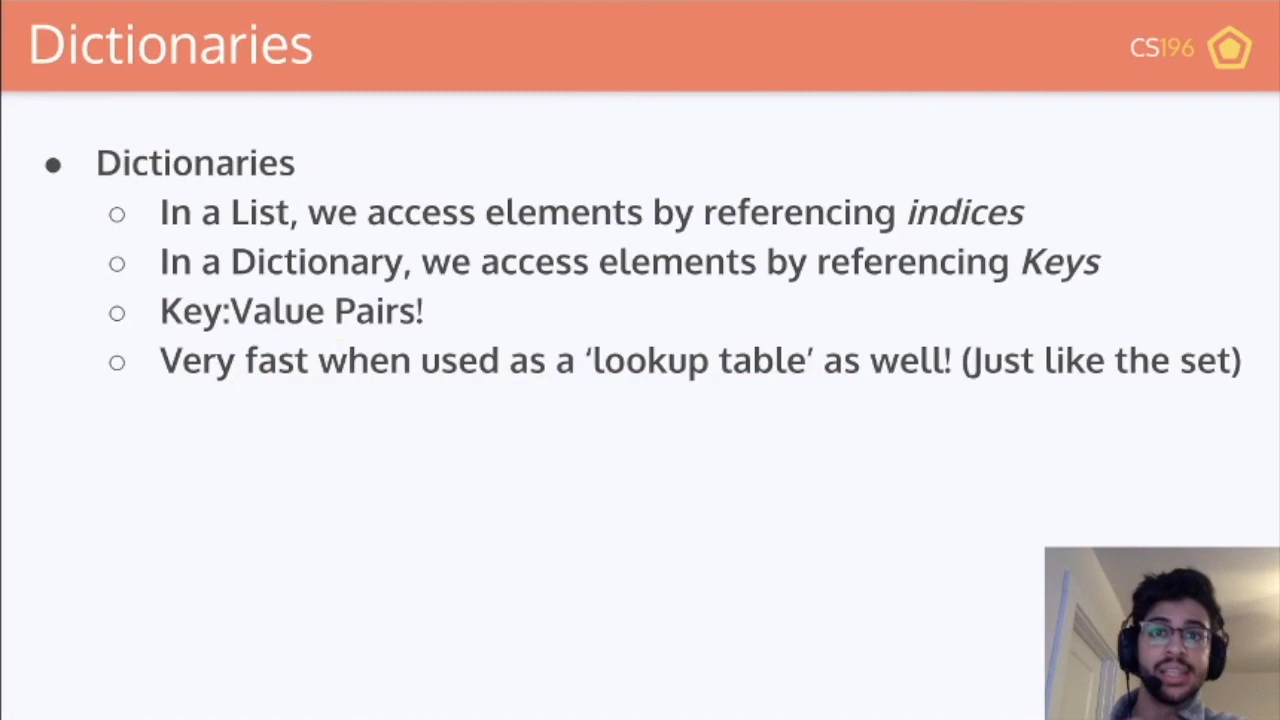 Dictionaries
CS196
● Dictionaries
○ In a List, we access elements by referencing indices
○ In a Dictionary, we access elements by referencing Keys
○ Key:Value Pairs!
○ Very fast when used as a ‘lookup table’ as well! (Just like the set)